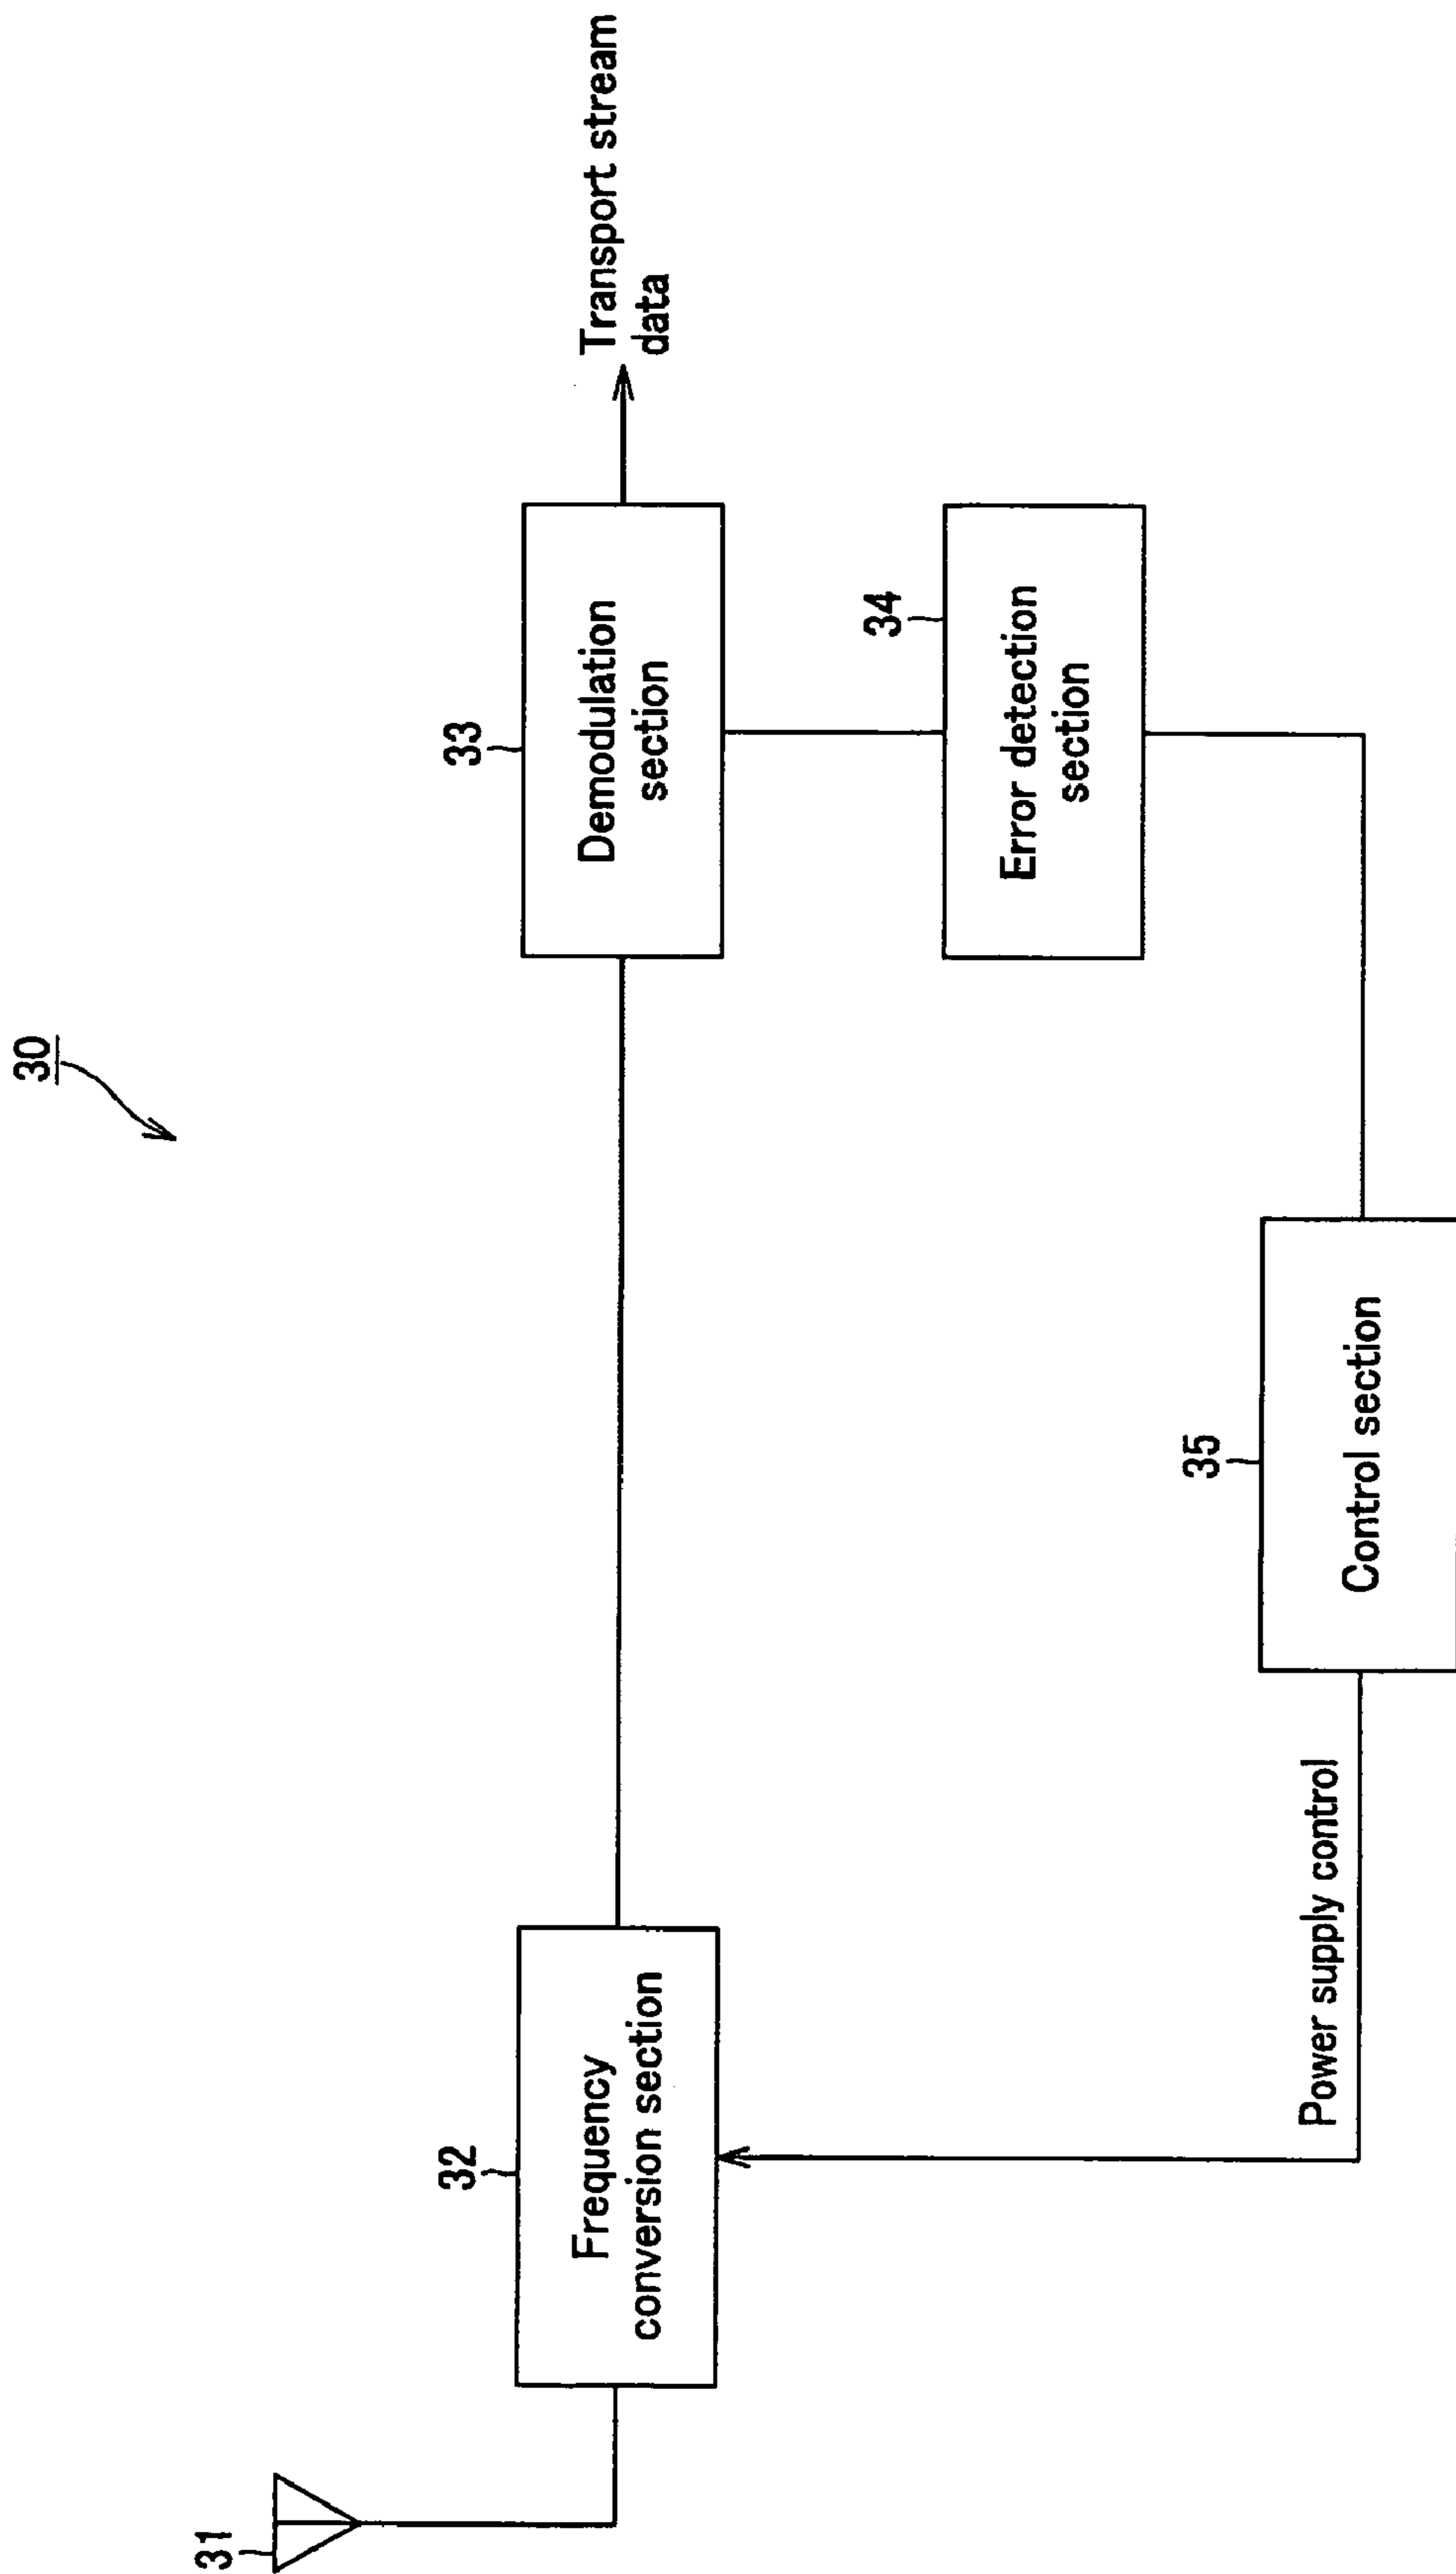 30
31
32
Frequency
conversion section
33
Demodulation
section
Transport stream
data
34
Error detection
section
35
Control section
Power supply control